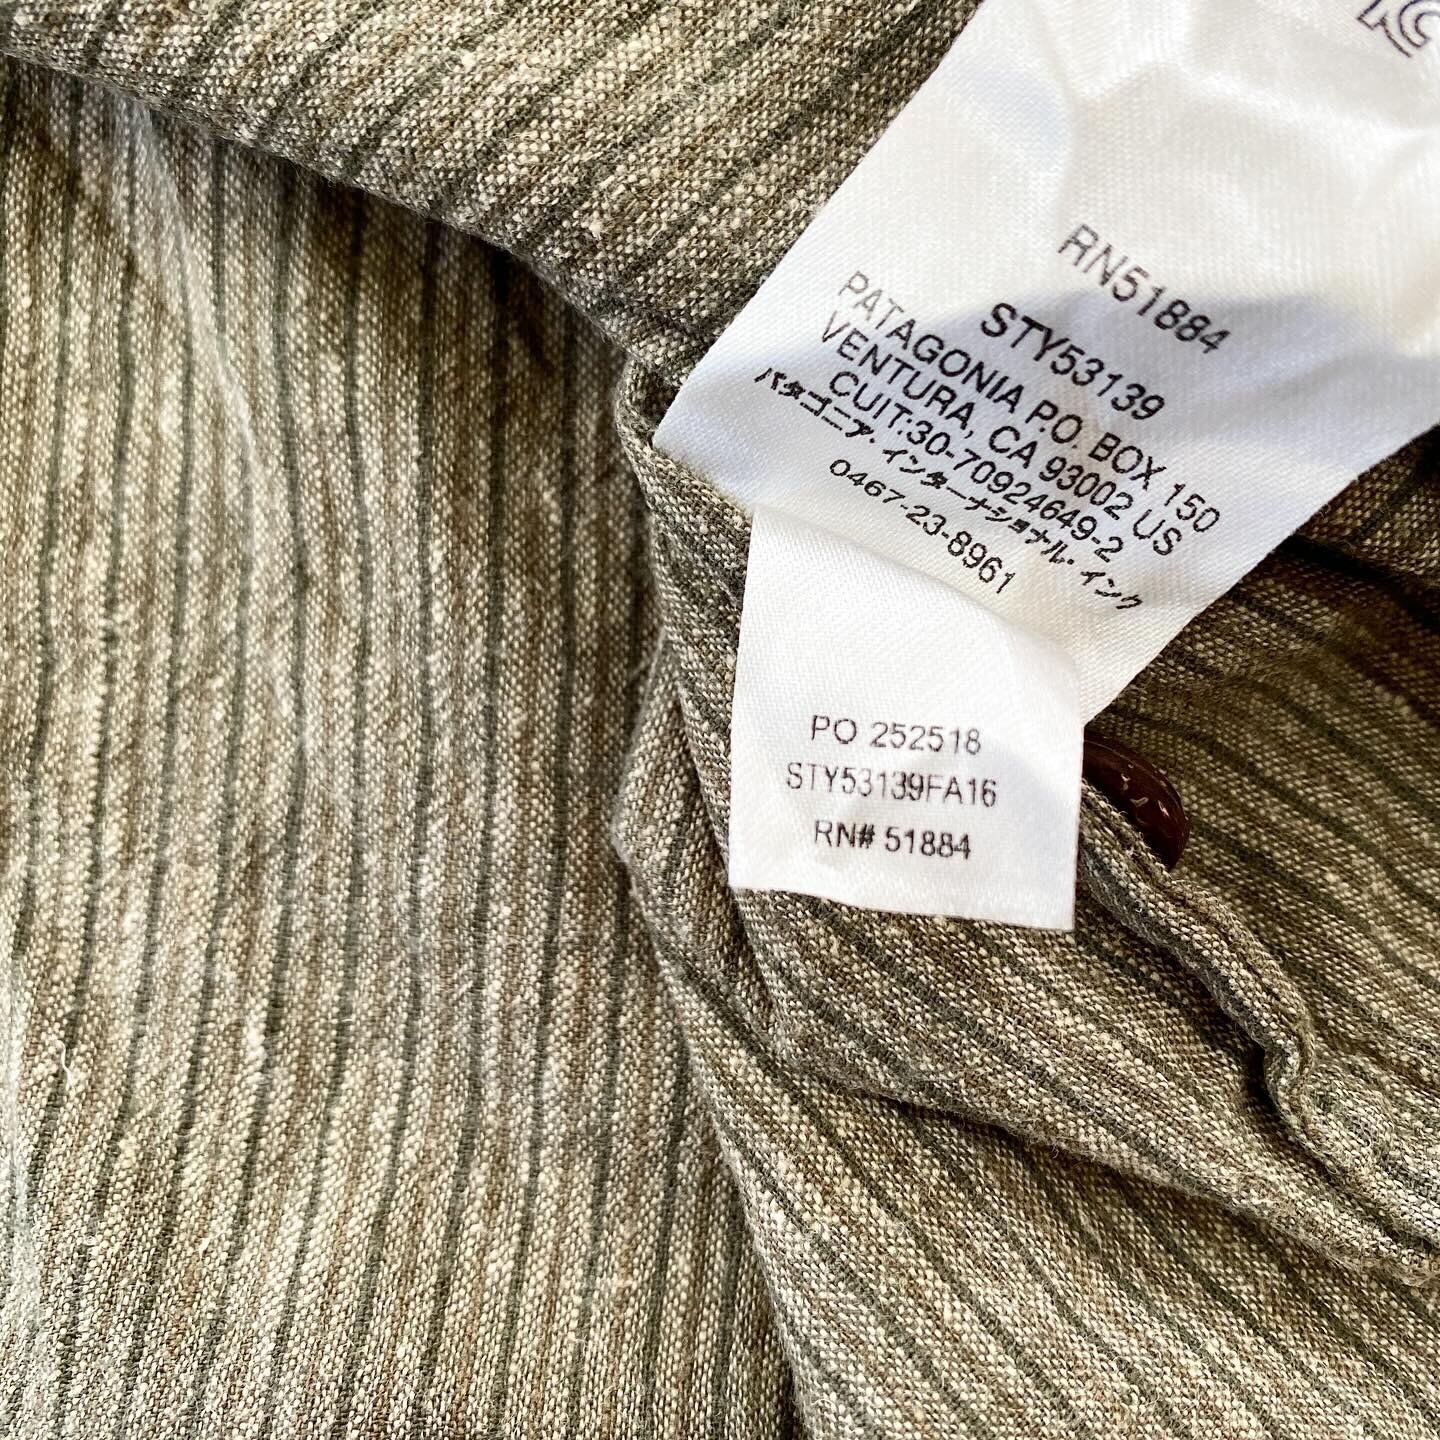 RN51884
STY53139
PATAGONIA P.O. BOX 150
VENTURA, CA 93002 US
CUIT:30-70924649-2
パタゴニア・インターナショナル・インク
0467-23-8961
PO 252518
STY53139FA16
RN# 51884